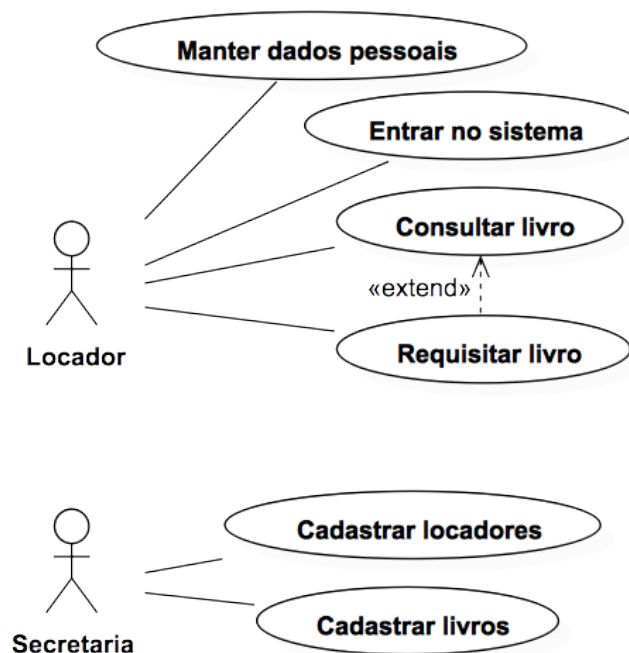 Manter dados pessoais
Entrar no sistema
Consultar livro
«extend»
Requisitar livro
Locador
Cadastrar locadores
Cadastrar livros
Secretaria